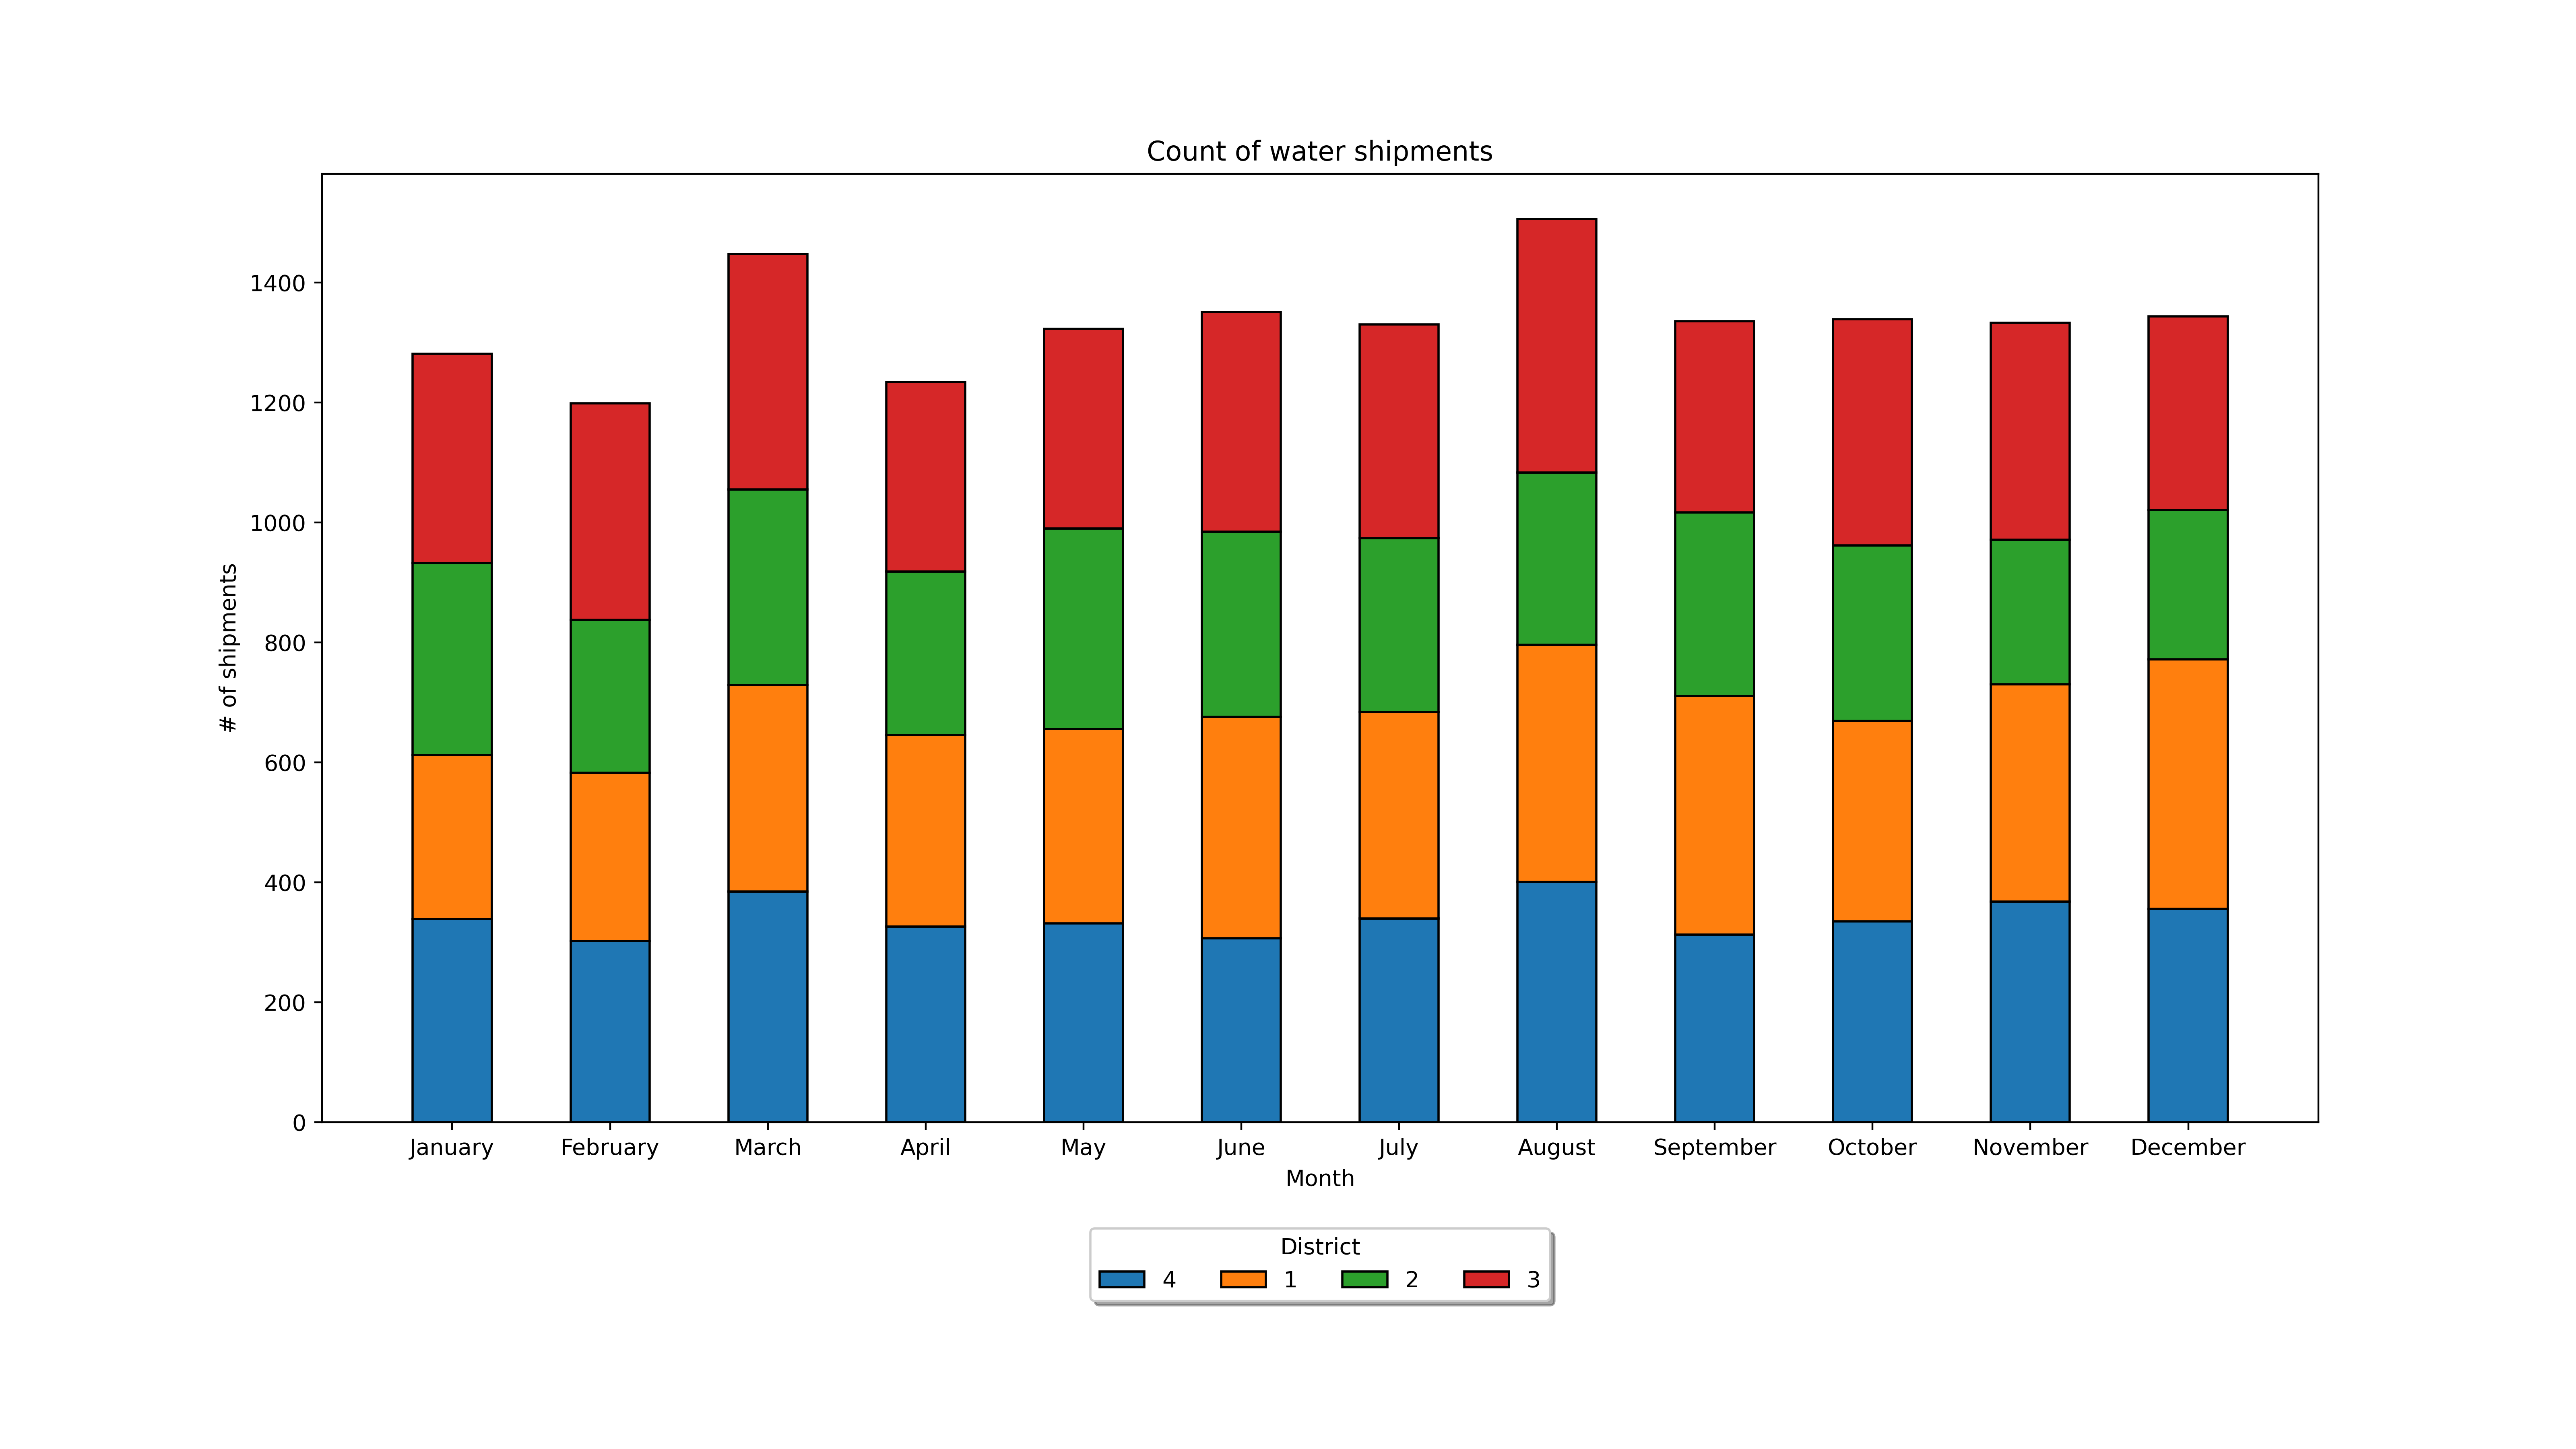 Count of water shipments
# of shipments
1400
1200
1000
800
600
400
200
0
January February March April May June July August September October November December
Month
District
4 1 2 3